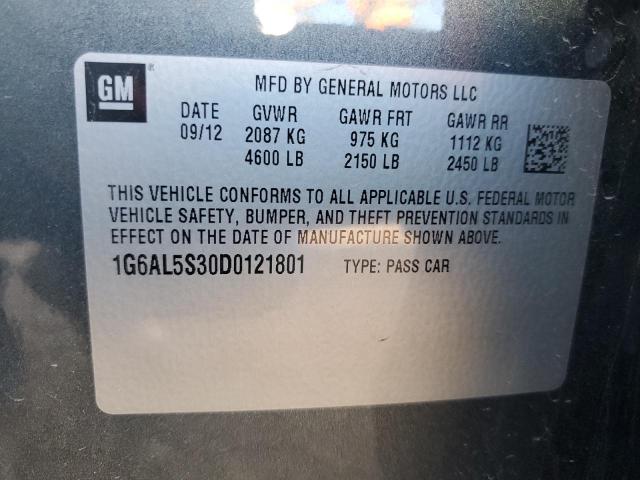 GM
MFD BY GENERAL MOTORS LLC
DATE GVWR GAWR FRT GAWR RR
09/12 2087 KG 975 KG 1112 KG
4600 LB 2150 LB 2450 LB
THIS VEHICLE CONFORMS TO ALL APPLICABLE U.S. FEDERAL MOTOR
VEHICLE SAFETY, BUMPER, AND THEFT PREVENTION STANDARDS IN
EFFECT ON THE DATE OF MANUFACTURE SHOWN ABOVE.
1G6AL5S30D0121801 TYPE: PASS CAR